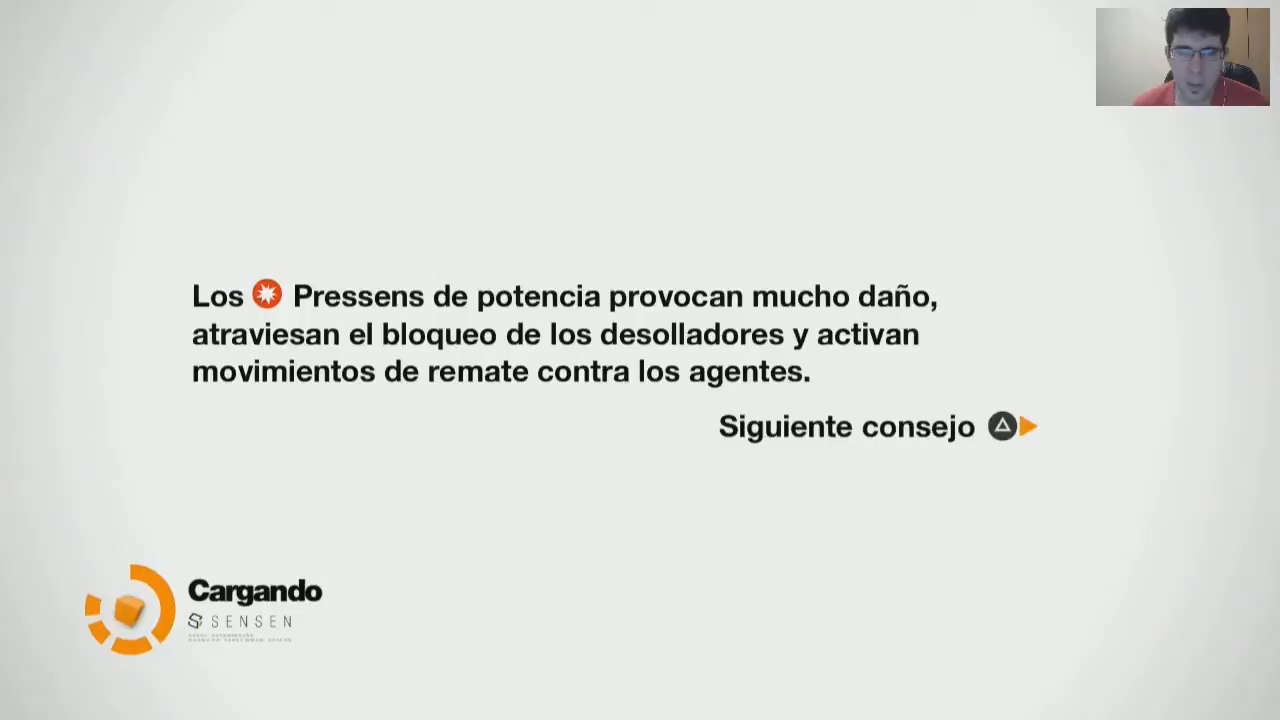 Los Pressens de potencia provocan mucho daño,
atraviesan el bloqueo de los desolladores y activan
movimientos de remate contra los agentes.
Siguiente consejo
Cargando
SENSEN